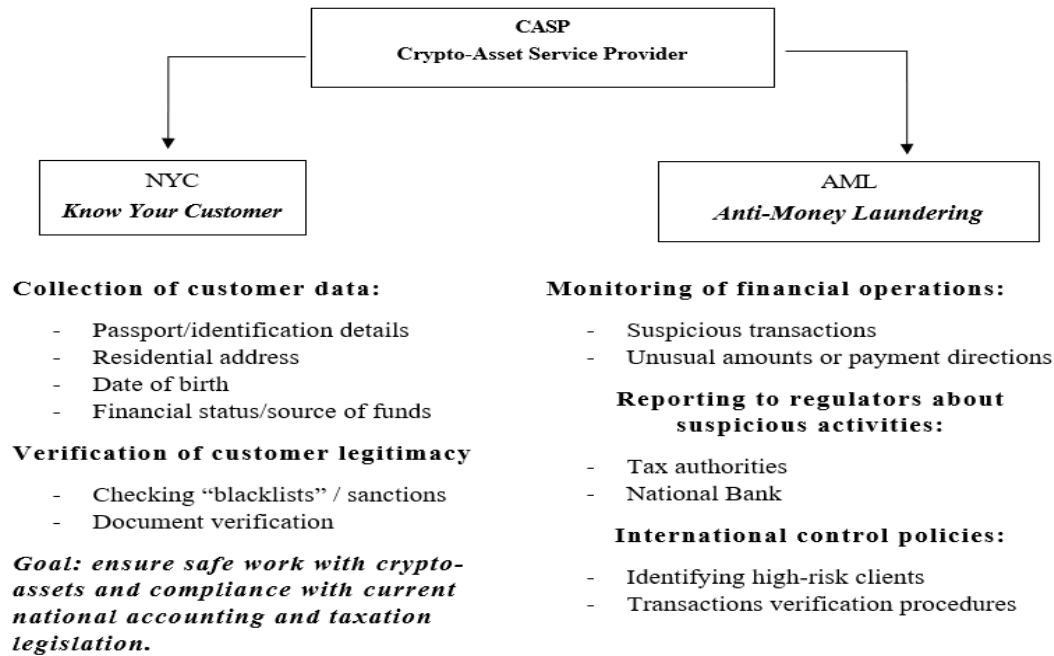 CASP
Crypto-Asset Service Provider
NYC
Know Your Customer
AML
Anti-Money Laundering
Collection of customer data:
- Passport/identification details
- Residential address
- Date of birth
- Financial status/source of funds
Verification of customer legitimacy
- Checking “blacklists” / sanctions
- Document verification
Goal: ensure safe work with crypto-
assets and compliance with current
national accounting and taxation
legislation.
Monitoring of financial operations:
- Suspicious transactions
- Unusual amounts or payment directions
Reporting to regulators about
suspicious activities:
- Tax authorities
- National Bank
International control policies:
- Identifying high-risk clients
- Transactions verification procedures